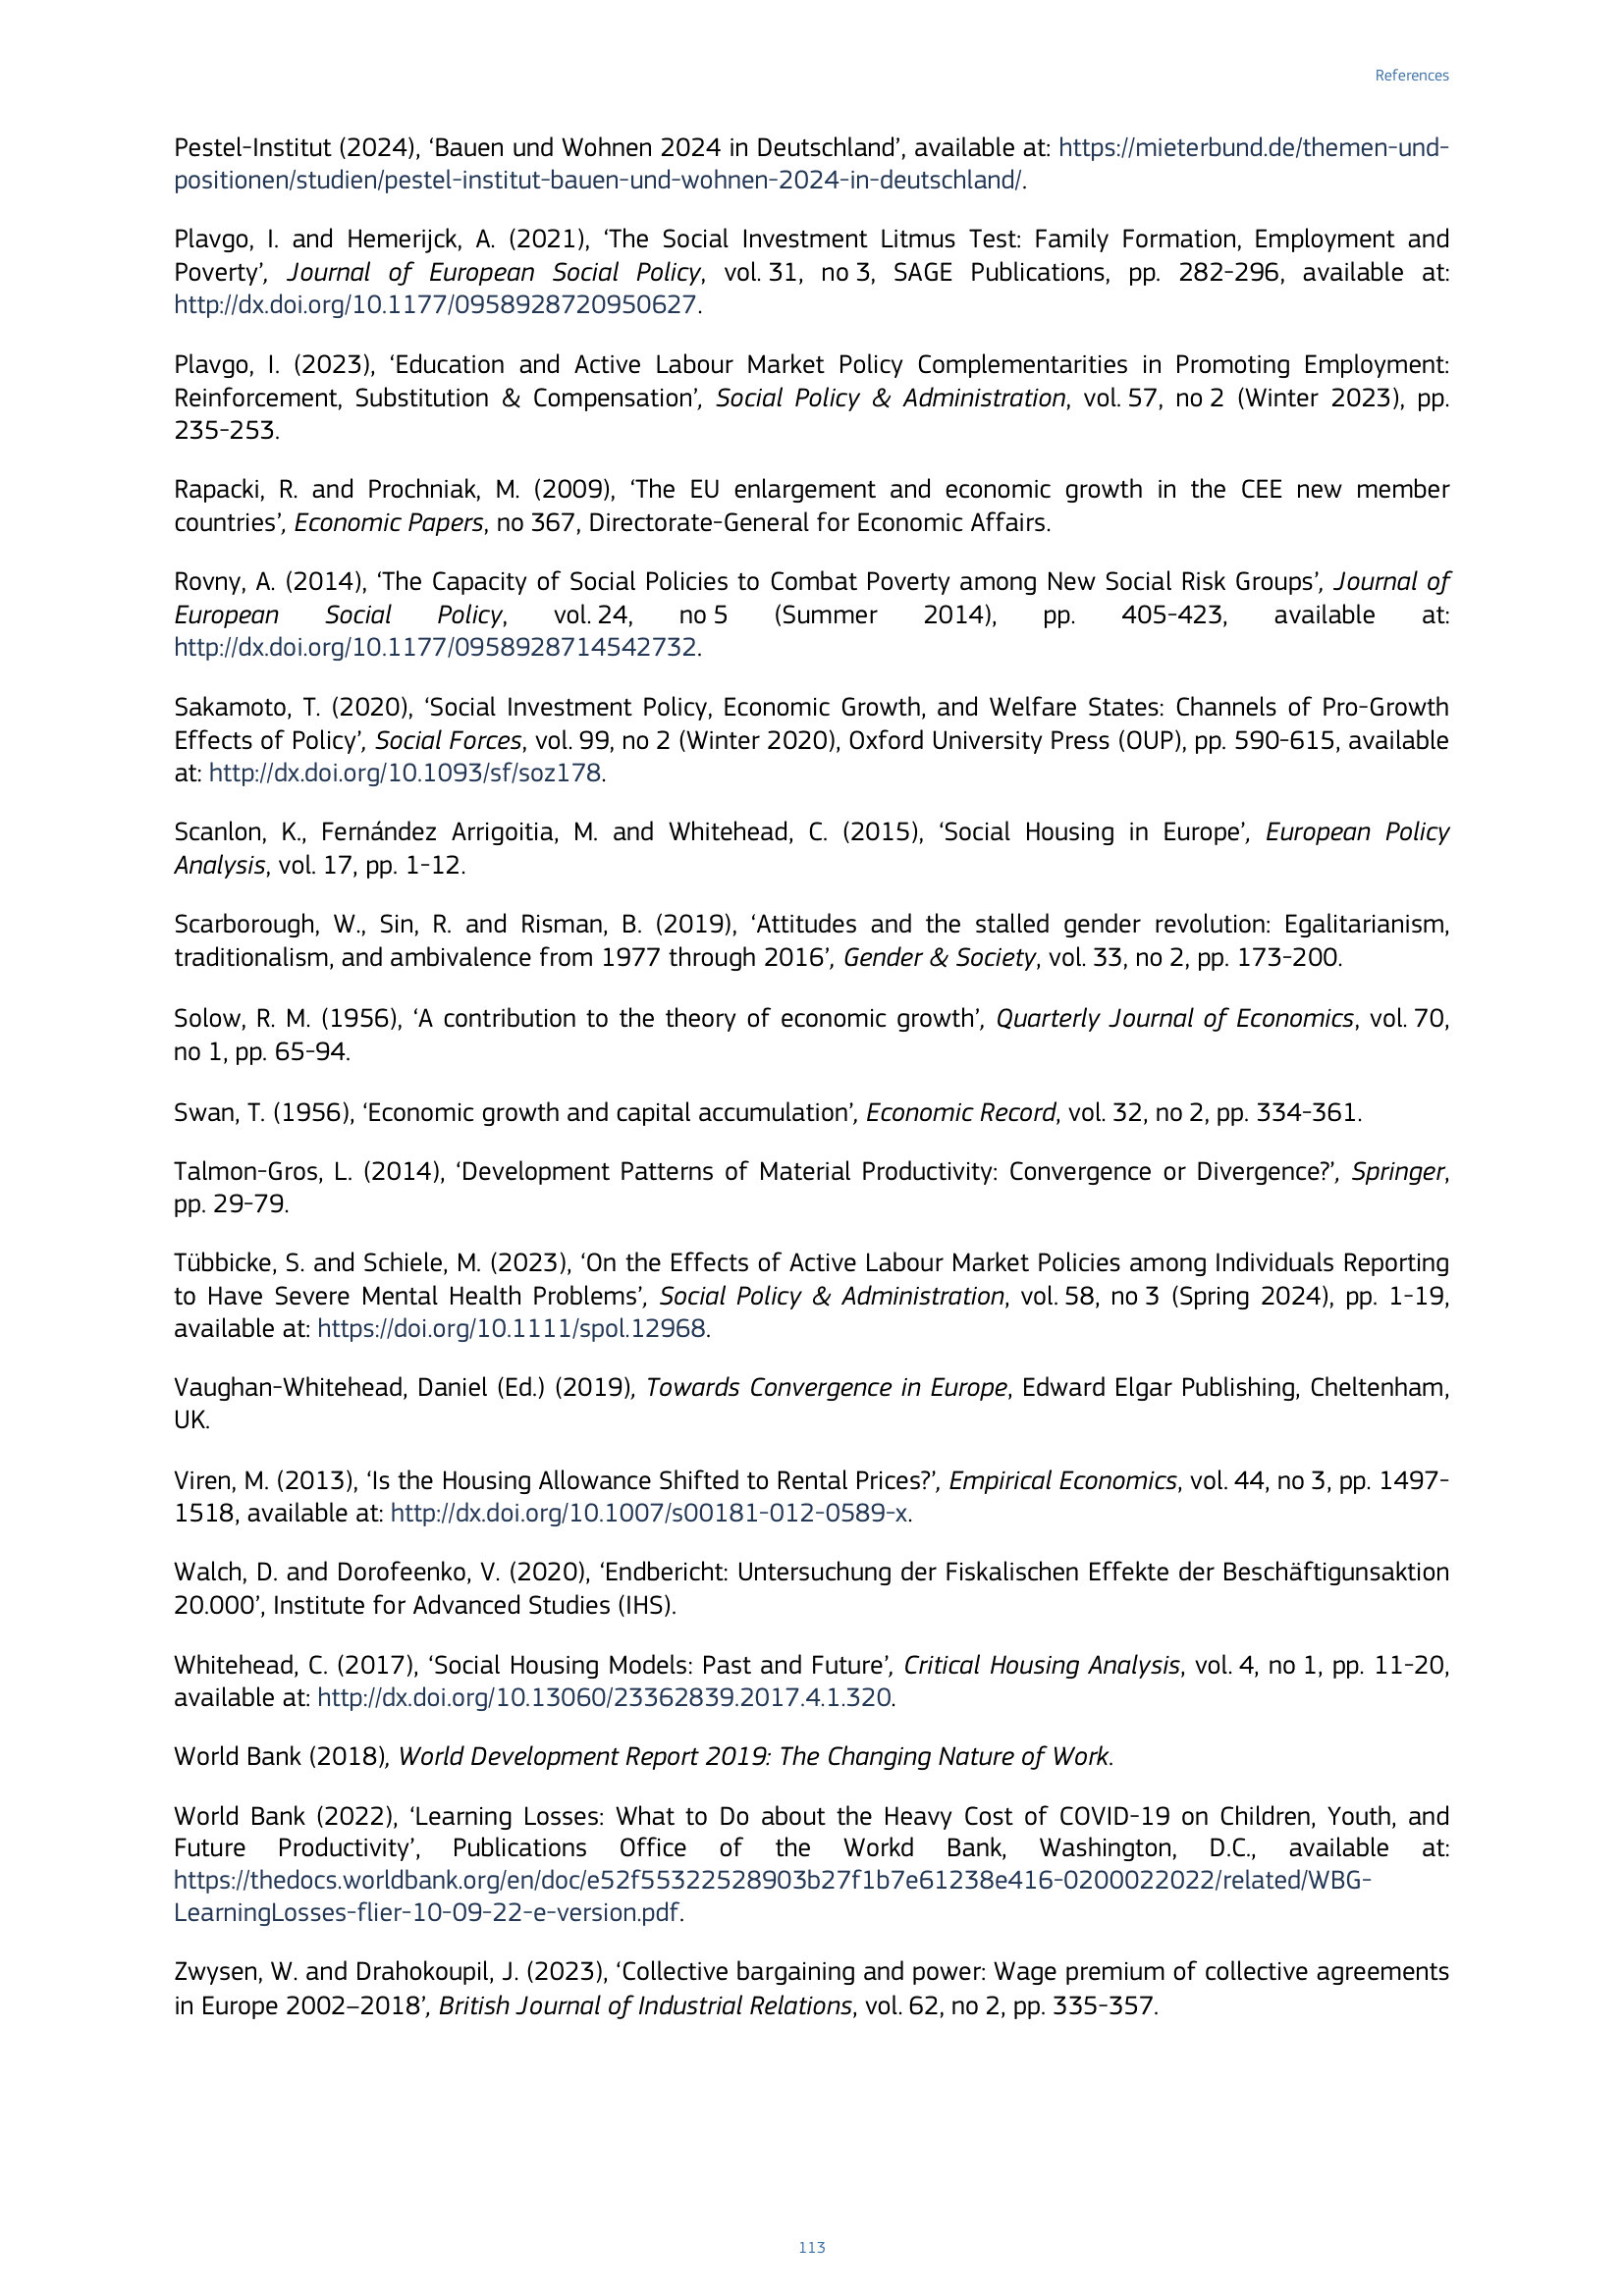 References
Pestel-Institut (2024), ‘Bauen und Wohnen 2024 in Deutschland’, available at: https://mieterbund.de/themen-und-
positionen/studien/pestel-institut-bauen-und-wohnen-2024-in-deutschland/.
Plavgo, I. and Hemerijck, A. (2021), ‘The Social Investment Litmus Test: Family Formation, Employment and
Poverty’, Journal of European Social Policy, vol. 31, no 3, SAGE Publications, pp. 282-296, available at:
http://dx.doi.org/10.1177/0958928720950627.
Plavgo, I. (2023), ‘Education and Active Labour Market Policy Complementarities in Promoting Employment:
Reinforcement, Substitution & Compensation’, Social Policy & Administration, vol. 57, no 2 (Winter 2023), pp.
235-253.
Rapacki, R. and Prochniak, M. (2009), ‘The EU enlargement and economic growth in the CEE new member
countries’, Economic Papers, no 367, Directorate-General for Economic Affairs.
Rovny, A. (2014), ‘The Capacity of Social Policies to Combat Poverty among New Social Risk Groups’, Journal of
European Social Policy, vol. 24, no 5 (Summer 2014), pp. 405-423, available at:
http://dx.doi.org/10.1177/0958928714542732.
Sakamoto, T. (2020), ‘Social Investment Policy, Economic Growth, and Welfare States: Channels of Pro-Growth
Effects of Policy’, Social Forces, vol. 99, no 2 (Winter 2020), Oxford University Press (OUP), pp. 590-615, available
at: http://dx.doi.org/10.1093/sf/soz178.
Scanlon, K., Fernández Arrigoitia, M. and Whitehead, C. (2015), ‘Social Housing in Europe’, European Policy
Analysis, vol. 17, pp. 1-12.
Scarborough, W., Sin, R. and Risman, B. (2019), ‘Attitudes and the stalled gender revolution: Egalitarianism,
traditionalism, and ambivalence from 1977 through 2016’, Gender & Society, vol. 33, no 2, pp. 173-200.
Solow, R. M. (1956), ‘A contribution to the theory of economic growth’, Quarterly Journal of Economics, vol. 70,
no 1, pp. 65-94.
Swan, T. (1956), ‘Economic growth and capital accumulation’, Economic Record, vol. 32, no 2, pp. 334-361.
Talmon-Gros, L. (2014), ‘Development Patterns of Material Productivity: Convergence or Divergence?’, Springer,
pp. 29-79.
Tübbicke, S. and Schiele, M. (2023), ‘On the Effects of Active Labour Market Policies among Individuals Reporting
to Have Severe Mental Health Problems’, Social Policy & Administration, vol. 58, no 3 (Spring 2024), pp. 1-19,
available at: https://doi.org/10.1111/spol.12968.
Vaughan-Whitehead, Daniel (Ed.) (2019), Towards Convergence in Europe, Edward Elgar Publishing, Cheltenham,
UK.
Viren, M. (2013), ‘Is the Housing Allowance Shifted to Rental Prices?’, Empirical Economics, vol. 44, no 3, pp. 1497-
1518, available at: http://dx.doi.org/10.1007/s00181-012-0589-x.
Walch, D. and Dorofeenko, V. (2020), ‘Endbericht: Untersuchung der Fiskalischen Effekte der Beschäftigunsaktion
20.000’, Institute for Advanced Studies (IHS).
Whitehead, C. (2017), ‘Social Housing Models: Past and Future’, Critical Housing Analysis, vol. 4, no 1, pp. 11-20,
available at: http://dx.doi.org/10.13060/23362839.2017.4.1.320.
World Bank (2018), World Development Report 2019: The Changing Nature of Work.
World Bank (2022), ‘Learning Losses: What to Do about the Heavy Cost of COVID-19 on Children, Youth, and
Future Productivity’, Publications Office of the Workd Bank, Washington, D.C., available at:
https://thedocs.worldbank.org/en/doc/e52f55322528903b27f1b7e61238e416-0200022022/related/WBG-
LearningLosses-flier-10-09-22-e-version.pdf.
Zwysen, W. and Drahokoupil, J. (2023), ‘Collective bargaining and power: Wage premium of collective agreements
in Europe 2002–2018’, British Journal of Industrial Relations, vol. 62, no 2, pp. 335-357.
113